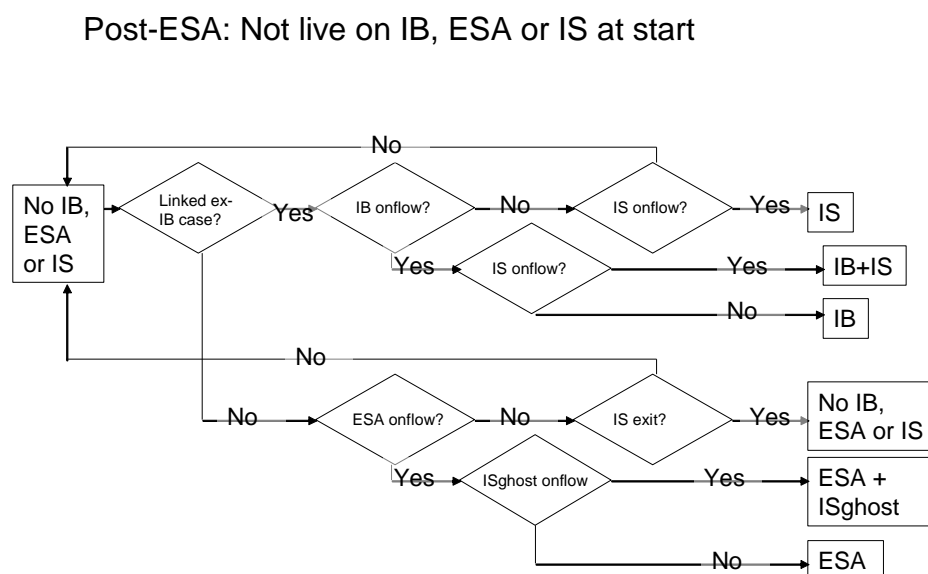 Post-ESA: Not live on IB, ESA or IS at start
No
No IB,
ESA
or IS
Linked ex-
IB case?
Yes
IB onflow?
No
IS onflow?
Yes
IS
Yes
IS onflow?
Yes
IB+IS
No
IB
No
No
ESA onflow?
No
IS exit?
Yes
No IB,
ESA or IS
Yes
ISghost onflow
Yes
ESA +
ISghost
No
ESA